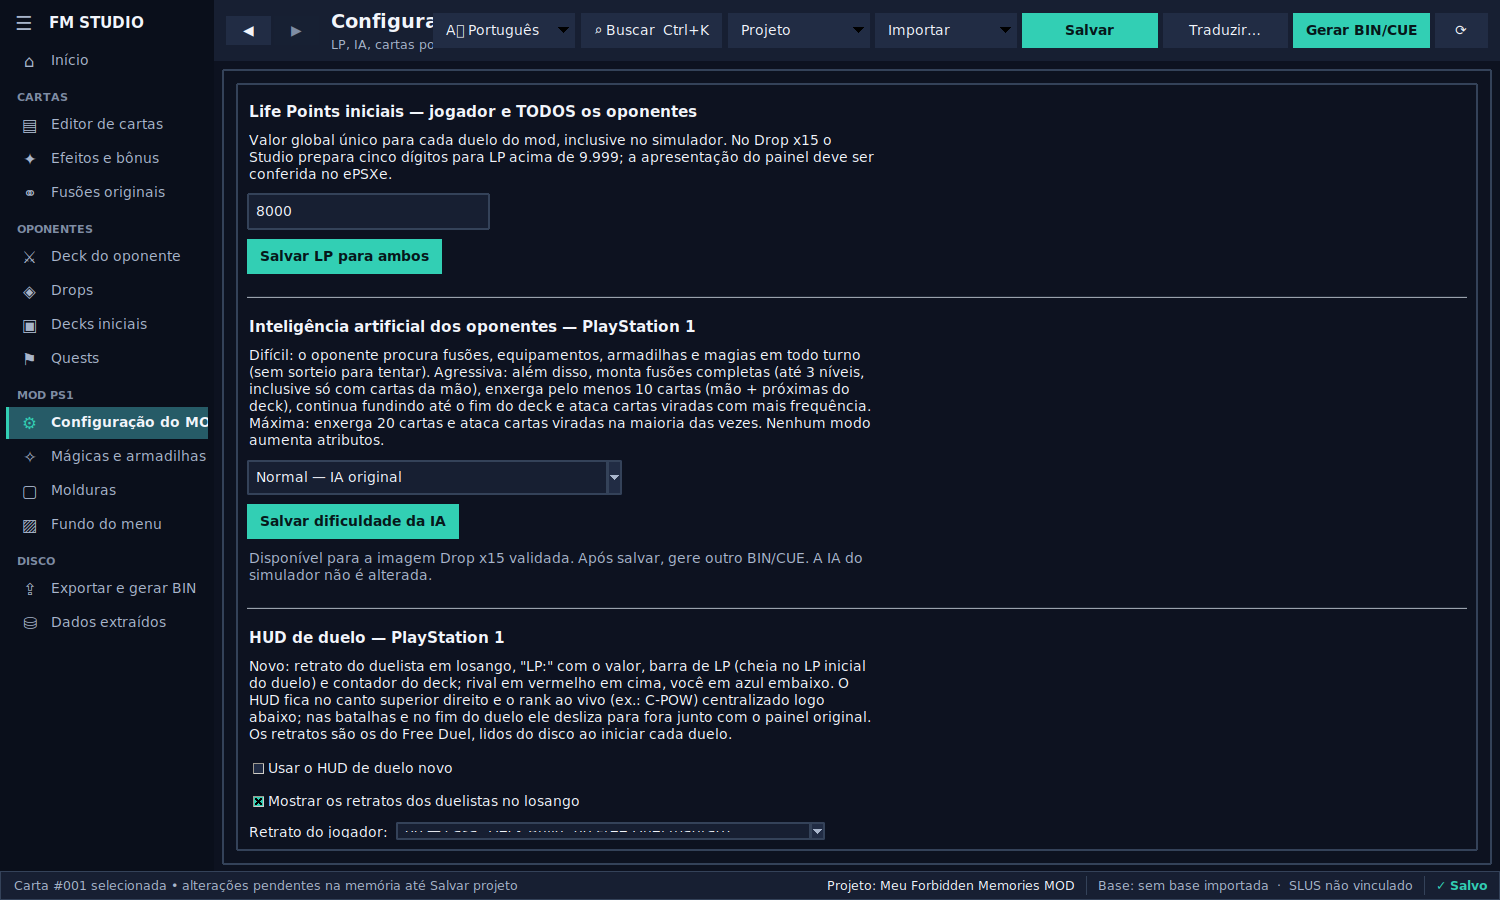 ☰ FM STUDIO
⌂ Início
CARTAS
▤ Editor de cartas
✦ Efeitos e bônus
⚭ Fusões originais
OPONENTES
⚔ Deck do oponente
◈ Drops
▣ Decks iniciais
⚑ Quests
MOD PS1
⚙ Configuração do MO
✧ Mágicas e armadilhas
▢ Molduras
▨ Fundo do menu
DISCO
⇪ Exportar e gerar BIN
⛁ Dados extraídos
◀ ▶ Configura
LP, IA, cartas po
A Português
⌕ Buscar Ctrl+K
Projeto
Importar
Salvar
Traduzir...
Gerar BIN/CUE
⟳
Life Points iniciais — jogador e TODOS os oponentes
Valor global único para cada duelo do mod, inclusive no simulador. No Drop x15 o
Studio prepara cinco dígitos para LP acima de 9.999; a apresentação do painel deve ser
conferida no ePSXe.
8000
Salvar LP para ambos
Inteligência artificial dos oponentes — PlayStation 1
Difícil: o oponente procura fusões, equipamentos, armadilhas e magias em todo turno
(sem sorteio para tentar). Agressiva: além disso, monta fusões completas (até 3 níveis,
inclusive só com cartas da mão), enxerga pelo menos 10 cartas (mão + próximas do
deck), continua fundindo até o fim do deck e ataca cartas viradas com mais frequência.
Máxima: enxerga 20 cartas e ataca cartas viradas na maioria das vezes. Nenhum modo
aumenta atributos.
Normal — IA original
Salvar dificuldade da IA
Disponível para a imagem Drop x15 validada. Após salvar, gere outro BIN/CUE. A IA do
simulador não é alterada.
HUD de duelo — PlayStation 1
Novo: retrato do duelista em losango, "LP:" com o valor, barra de LP (cheia no LP inicial
do duelo) e contador do deck; rival em vermelho em cima, você em azul embaixo. O
HUD fica no canto superior direito e o rank ao vivo (ex.: C-POW) centralizado logo
abaixo; nas batalhas e no fim do duelo ele desliza para fora junto com o painel original.
Os retratos são os do Free Duel, lidos do disco ao iniciar cada duelo.
Usar o HUD de duelo novo
Mostrar os retratos dos duelistas no losango
Retrato do jogador:
Carta #001 selecionada • alterações pendentes na memória até Salvar projeto
Projeto: Meu Forbidden Memories MOD
Base: sem base importada · SLUS não vinculado
✓ Salvo